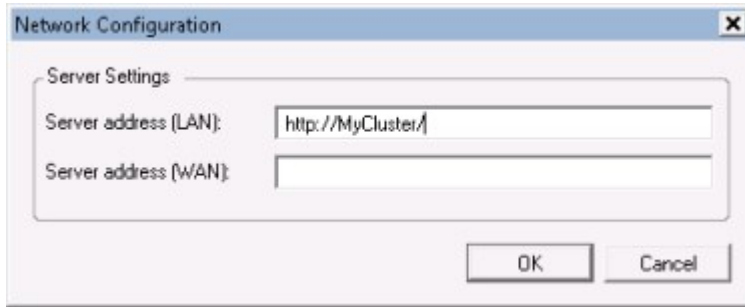 Network Configuration
Server Settings
Server address (LAN): http://MyCluster/
Server address (WAN):
OK Cancel